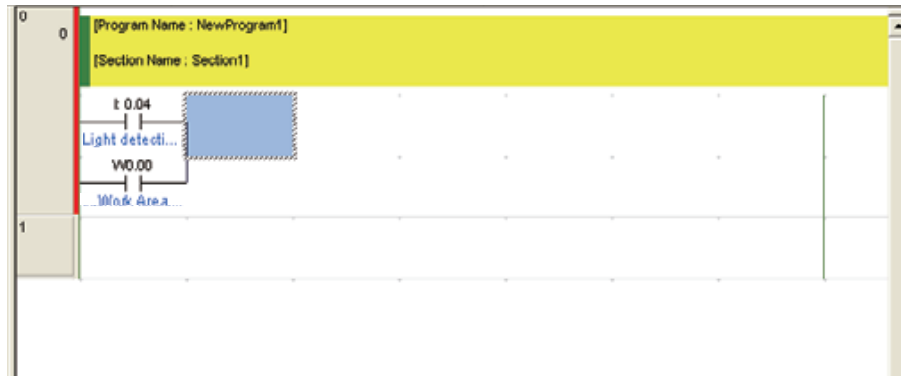 0
0
[Program Name : NewProgram1]
[Section Name : Section1]
I: 0.04
Light detecti...
W0.00
Work Area...
1